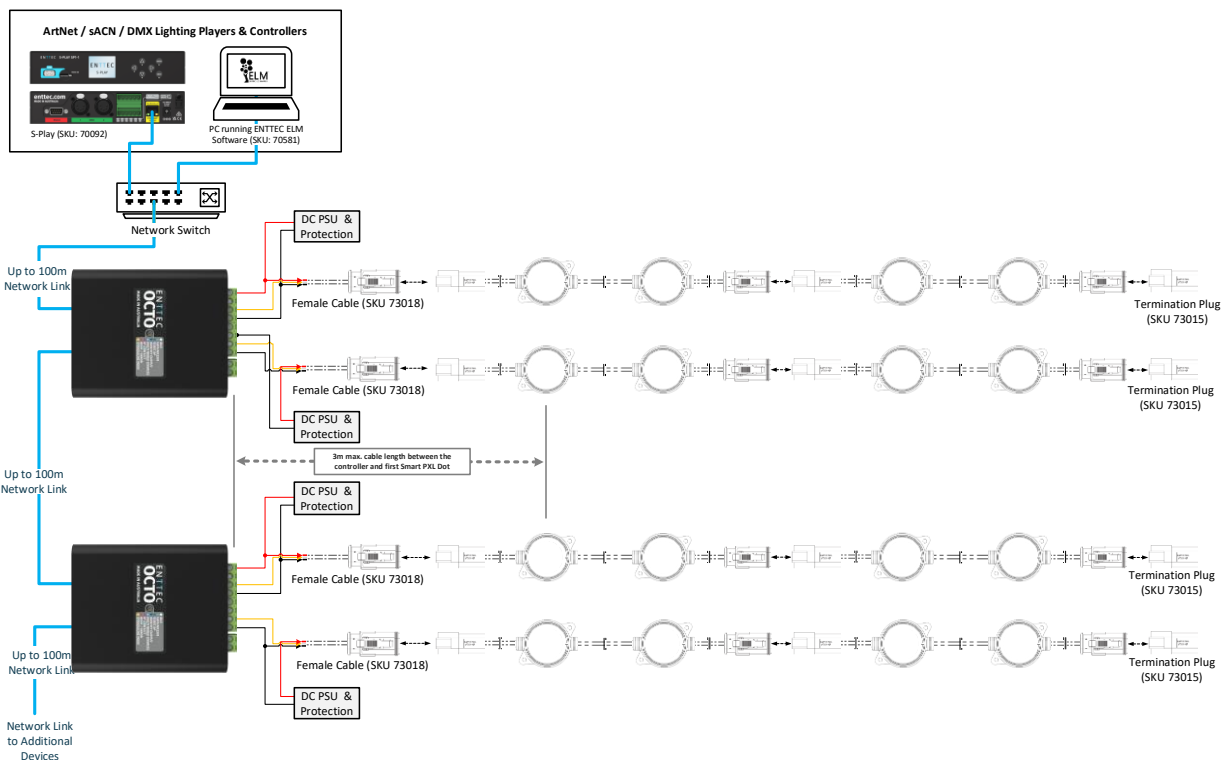 ArtNet / sACN / DMX Lighting Players & Controllers
ENTTEC
S-PLAY
enttec.com
ELM
S-Play (SKU: 70092)
PC running ENTTEC ELM
Software (SKU: 70581)
Network Switch
DC PSU &
Protection
Up to 100m
Network Link
ENTTEC
OCTO
MADE IN AUSTRALIA
Female Cable (SKU 73018)
Termination Plug
(SKU 73015)
Female Cable (SKU 73018)
Termination Plug
(SKU 73015)
DC PSU &
Protection
3m max. cable length between the
controller and first Smart PXL Dot
Up to 100m
Network Link
DC PSU &
Protection
ENTTEC
OCTO
MADE IN AUSTRALIA
Female Cable (SKU 73018)
Termination Plug
(SKU 73015)
Up to 100m
Network Link
Female Cable (SKU 73018)
Termination Plug
(SKU 73015)
DC PSU &
Protection
Network Link
to Additional
Devices